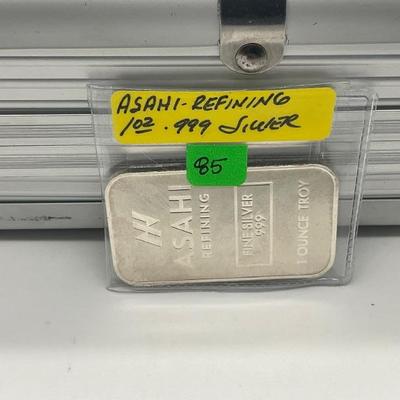 ASAHI-REFINING
1oz .999 SILVER
85
ASAHI
REFINING
FINE SILVER
999
1 OUNCE TROY